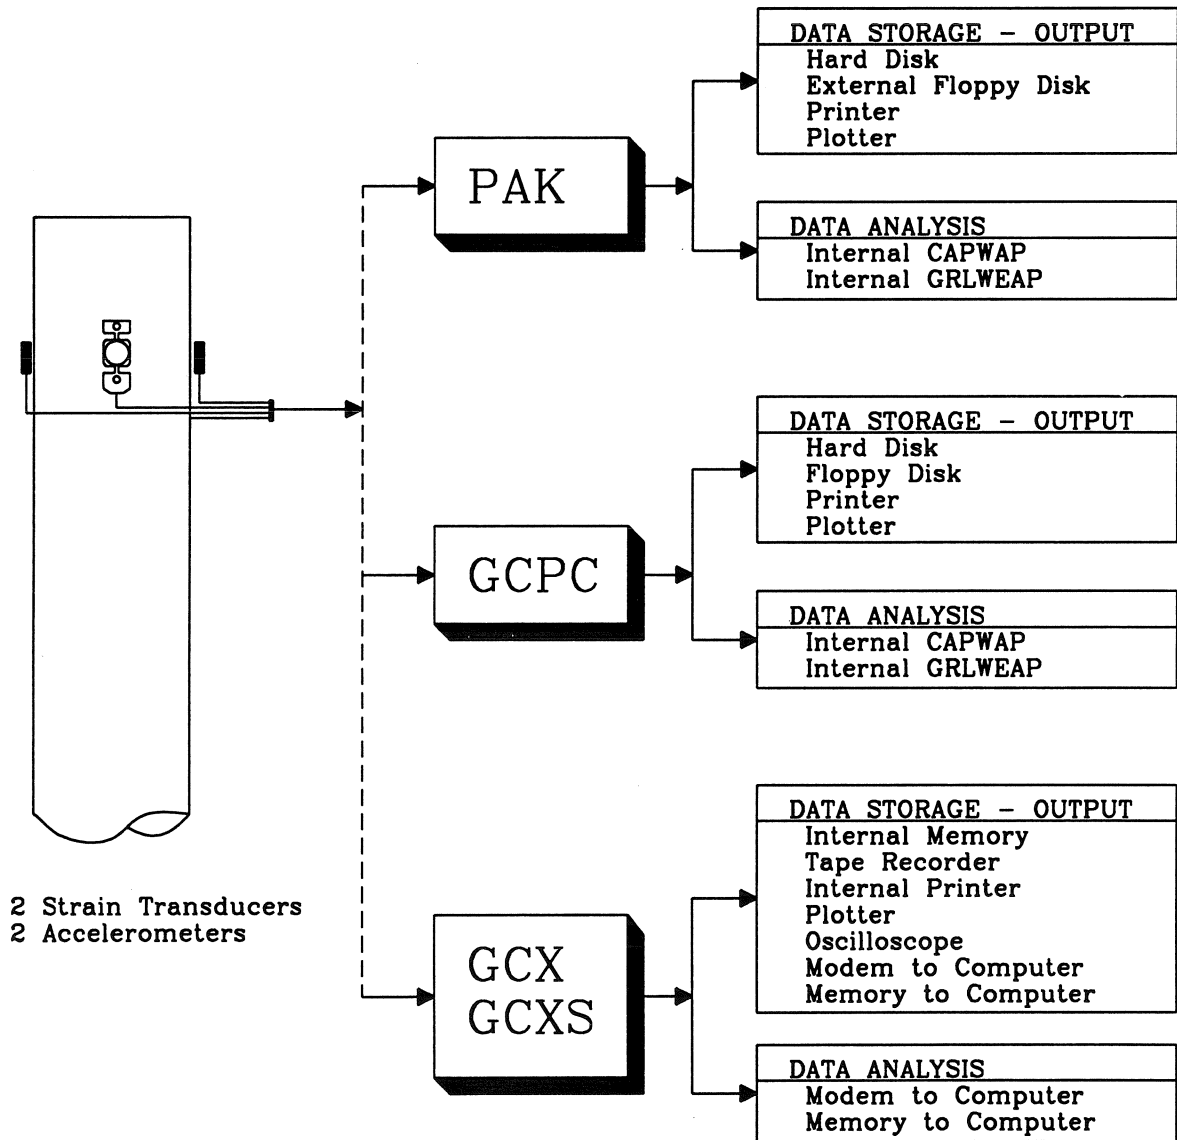 DATA STORAGE - OUTPUT
Hard Disk
External Floppy Disk
Printer
Plotter
PAK
DATA ANALYSIS
Internal CAPWAP
Internal GRLWEAP
DATA STORAGE - OUTPUT
Hard Disk
Floppy Disk
Printer
Plotter
GCPC
DATA ANALYSIS
Internal CAPWAP
Internal GRLWEAP
2 Strain Transducers
2 Accelerometers
DATA STORAGE - OUTPUT
Internal Memory
Tape Recorder
Internal Printer
Plotter
Oscilloscope
Modem to Computer
Memory to Computer
GCX
GCXS
DATA ANALYSIS
Modem to Computer
Memory to Computer